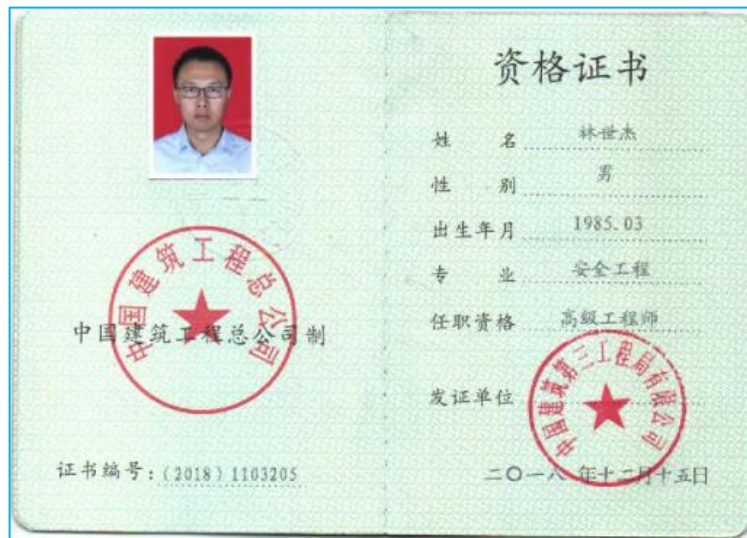 中国建筑工程总公司
中国建筑工程总公司制
证书编号：(2018) 1103205
资格证书
姓 名 林世杰
性 别 男
出生年月 1985.03
专 业 安全工程
任职资格 高级工程师
发证单位
中国建筑第三工程局有限公司
二〇一八年十二月十五日